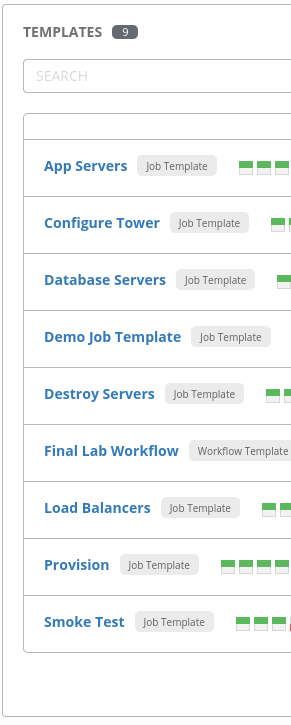 TEMPLATES 9
SEARCH
App Servers Job Template
Configure Tower Job Template
Database Servers Job Template
Demo Job Template Job Template
Destroy Servers Job Template
Final Lab Workflow Workflow Template
Load Balancers Job Template
Provision Job Template
Smoke Test Job Template